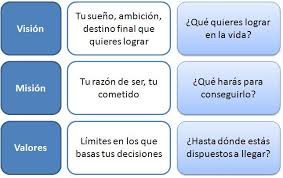 Visión
Tu sueño, ambición,
destino final que
quieres lograr
¿Qué quieres lograr
en la vida?
Misión
Tu razón de ser, tu
cometido
¿Qué harás para
conseguirlo?
Valores
Límites en los que
basas tus decisiones
¿Hasta dónde estás
dispuestos a llegar?